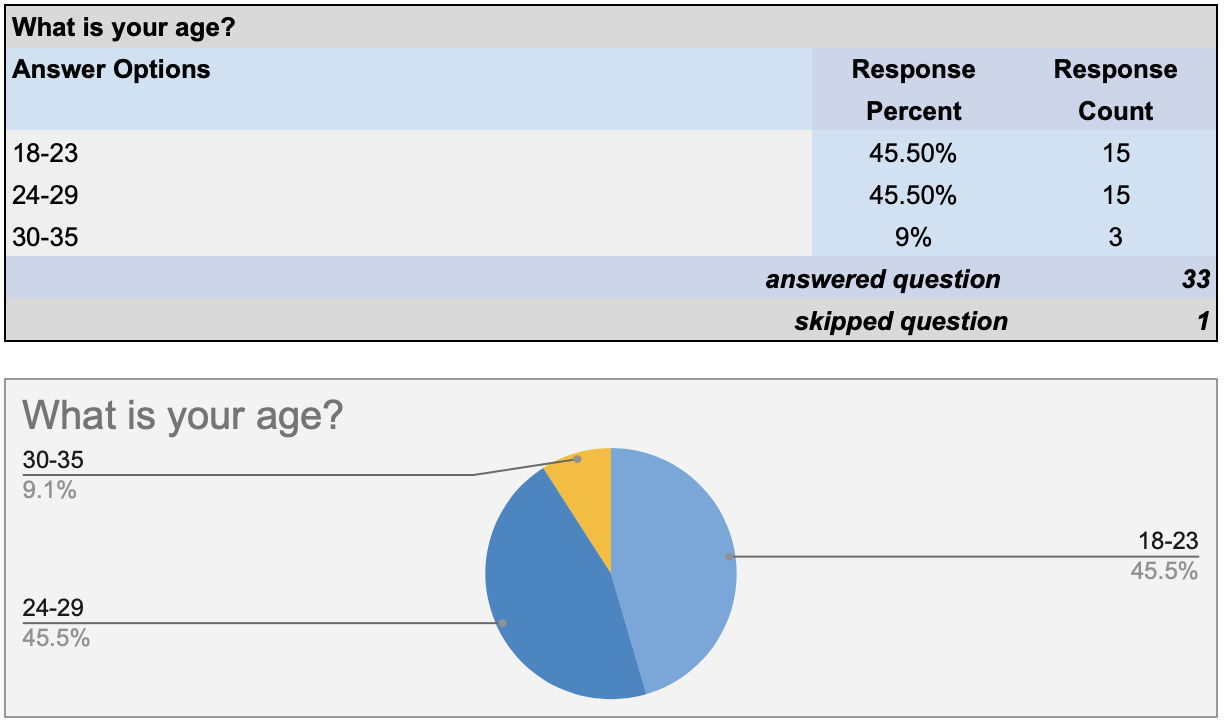 What is your age?
Answer Options Response Response
Percent Count
18-23 45.50% 15
24-29 45.50% 15
30-35 9% 3
answered question 33
skipped question 1
What is your age?
30-35
9.1%
18-23
45.5%
24-29
45.5%